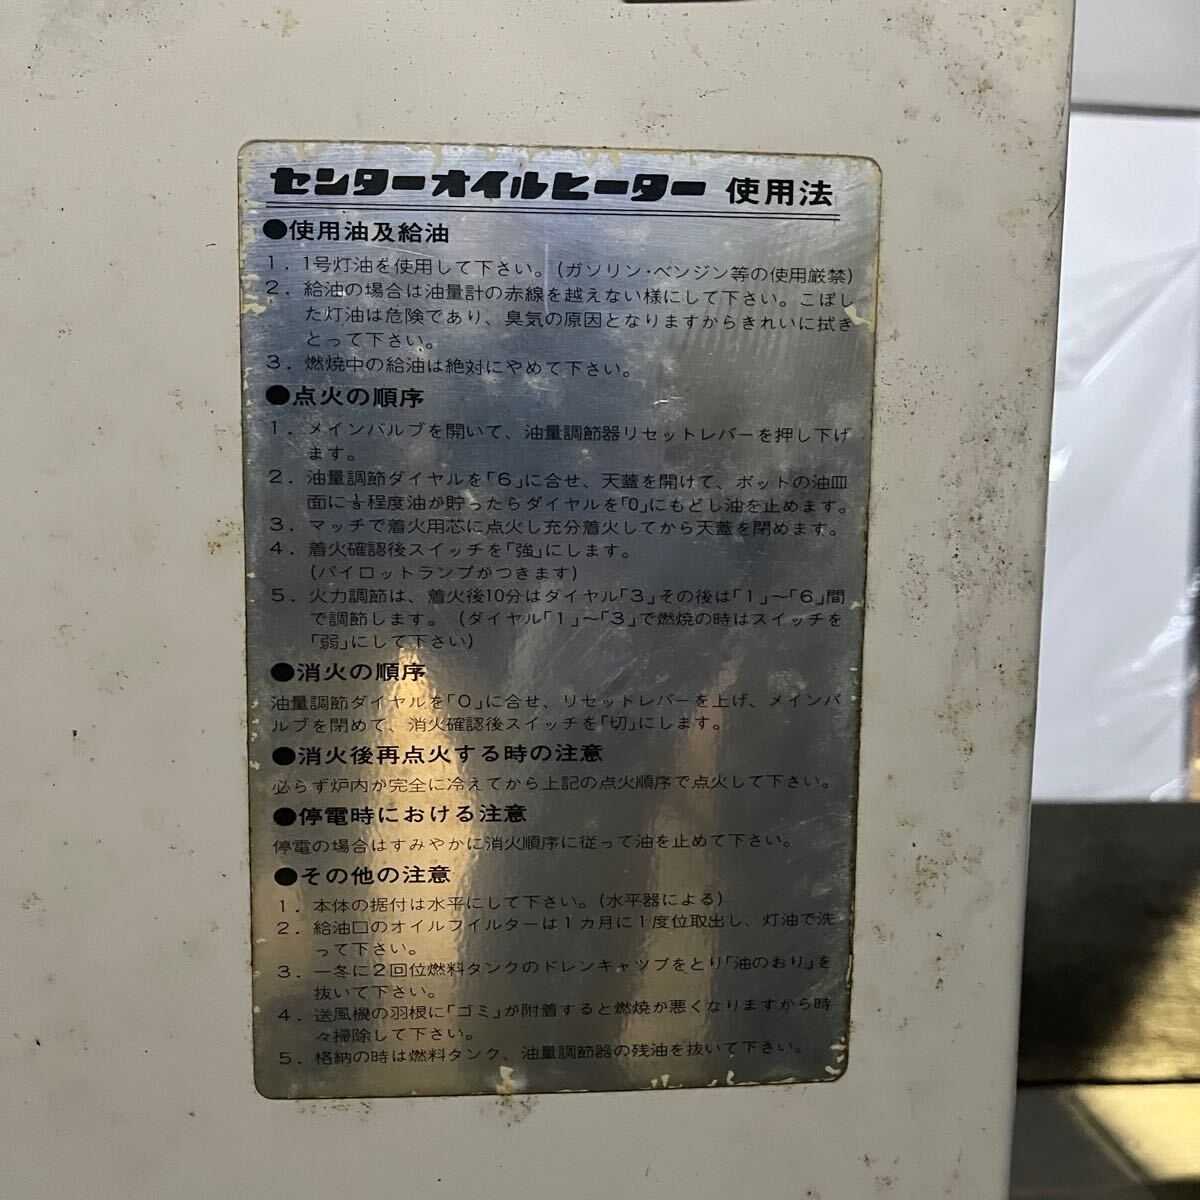 センターオイルヒーター 使用法
●使用油及給油
1. 1号灯油を使用して下さい。(ガソリン・ベンジン等の使用厳禁)
2. 給油の場合は油量計の赤線を越えない様にして下さい。こぼし
た灯油は危険であり、臭気の原因となりますからきれいに拭き
とって下さい。
3. 燃焼中の給油は絶対にやめて下さい。
●点火の順序
1. メインバルブを開いて、油量調節器リセットレバーを押し下げ
ます。
2. 油量調節ダイヤルを「6」に合せ、天蓋を開けて、ポットの油皿
面に⅓程度油が貯ったらダイヤルを「0」にもどし油を止めます。
3. マッチで着火用芯に点火し充分着火してから天蓋を閉めます。
4. 着火確認後スイッチを「強」にします。
(パイロットランプがつきます)
5. 火力調節は、着火後10分はダイヤル「3」その後は「1」〜「6」間
で調節します。(ダイヤル「1」〜「3」で燃焼の時はスイッチを
「弱」にして下さい)
●消火の順序
油量調節ダイヤルを「0」に合せ、リセットレバーを上げ、メインバ
ルブを閉めて、消火確認後スイッチを「切」にします。
●消火後再点火する時の注意
必らず炉内が完全に冷えてから上記の点火順序で点火して下さい。
●停電時における注意
停電の場合はすみやかに消火順序に従って油を止めて下さい。
●その他の注意
1. 本体の据付は水平にして下さい。(水平器による)
2. 給油口のオイルフイルターは1カ月に1度位取出し、灯油で洗
って下さい。
3. 一冬に2回位燃料タンクのドレンキャツプをとり「油のおり」を
抜いて下さい。
4. 送風機の羽根に「ゴミ」が附着すると燃焼が悪くなりますから時
々掃除して下さい。
5. 格納の時は燃料タンク、油量調節器の残油を抜いて下さい。